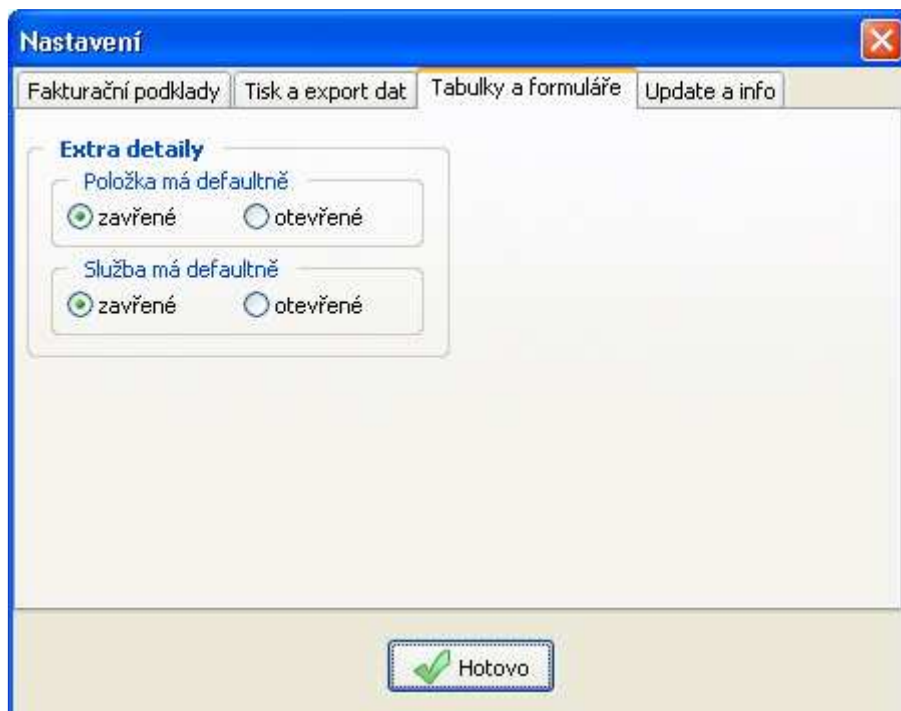 Nastavení
Fakturační podklady Tisk a export dat Tabulky a formuláře Update a info
Extra detaily
Položka má defaultně
zavřené otevřené
Služba má defaultně
zavřené otevřené
Hotovo